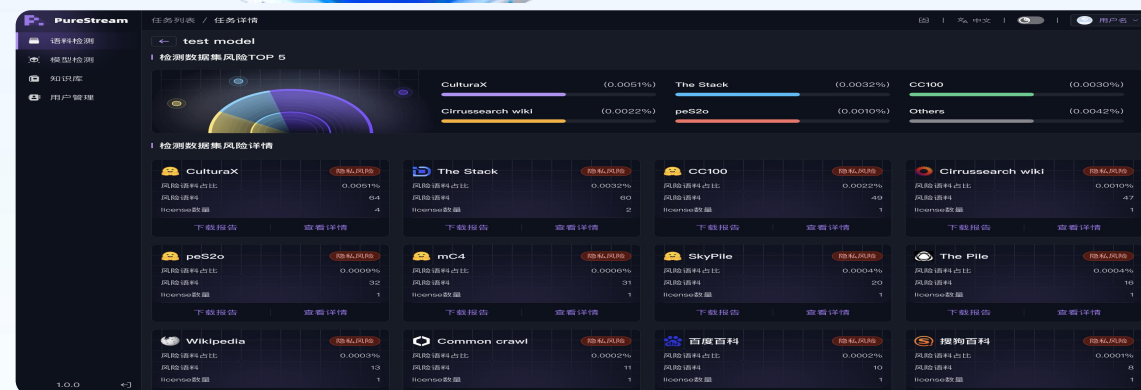 PureStream
任务列表 / 任务详情
中文
用户名
语料检测
模型检测
知识库
用户管理
1.0.0
← test model
检测数据集风险TOP 5
CulturaX (0.0051%)
The Stack (0.0032%)
CC100 (0.0030%)
Cirrussearch wiki (0.0022%)
peS2o (0.0010%)
Others (0.0042%)
检测数据集风险详情
CulturaX 隐私风险
风险语料占比 0.0051%
风险语料 64
license数量 4
下载报告 查看详情
The Stack 隐私风险
风险语料占比 0.0032%
风险语料 60
license数量 2
下载报告 查看详情
CC100 隐私风险
风险语料占比 0.0022%
风险语料 49
license数量 1
下载报告 查看详情
Cirrussearch wiki 隐私风险
风险语料占比 0.0010%
风险语料 47
license数量 1
下载报告 查看详情
peS2o 隐私风险
风险语料占比 0.0009%
风险语料 32
license数量 1
下载报告 查看详情
mC4 隐私风险
风险语料占比 0.0006%
风险语料 31
license数量 1
下载报告 查看详情
SkyPile 隐私风险
风险语料占比 0.0004%
风险语料 20
license数量 1
下载报告 查看详情
The Pile 隐私风险
风险语料占比 0.0004%
风险语料 16
license数量 1
下载报告 查看详情
Wikipedia 隐私风险
风险语料占比 0.0003%
风险语料 13
license数量 1
Common crawl 隐私风险
风险语料占比 0.0002%
风险语料 11
license数量 1
百度百科 隐私风险
风险语料占比 0.0002%
风险语料 10
license数量 1
搜狗百科 隐私风险
风险语料占比 0.0001%
风险语料 8
license数量 1